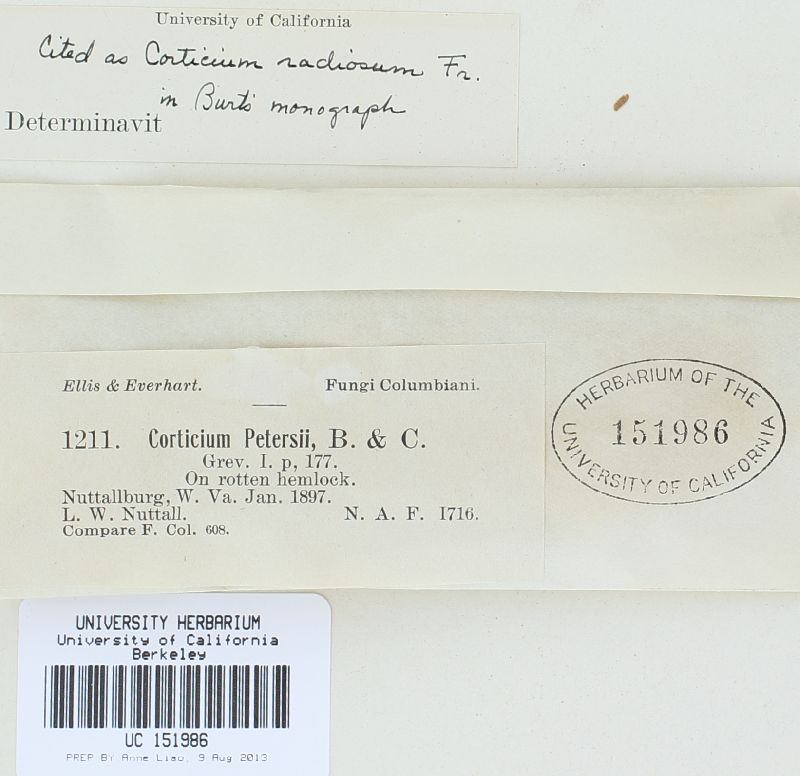 University of California
Cited as Corticium radiosum Fr.
in Burt's monograph
Determinavit
Ellis & Everhart. Fungi Columbiani.
1211. Corticium Petersii, B. & C.
Grev. I. p, 177.
On rotten hemlock.
Nuttallburg, W. Va. Jan. 1897.
L. W. Nuttall. N. A. F. 1716.
Compare F. Col. 608.
HERBARIUM OF THE
151986
UNIVERSITY OF CALIFORNIA
UNIVERSITY HERBARIUM
University of California
Berkeley
UC 151986
PREP BY Anne Liao, 9 Aug 2013